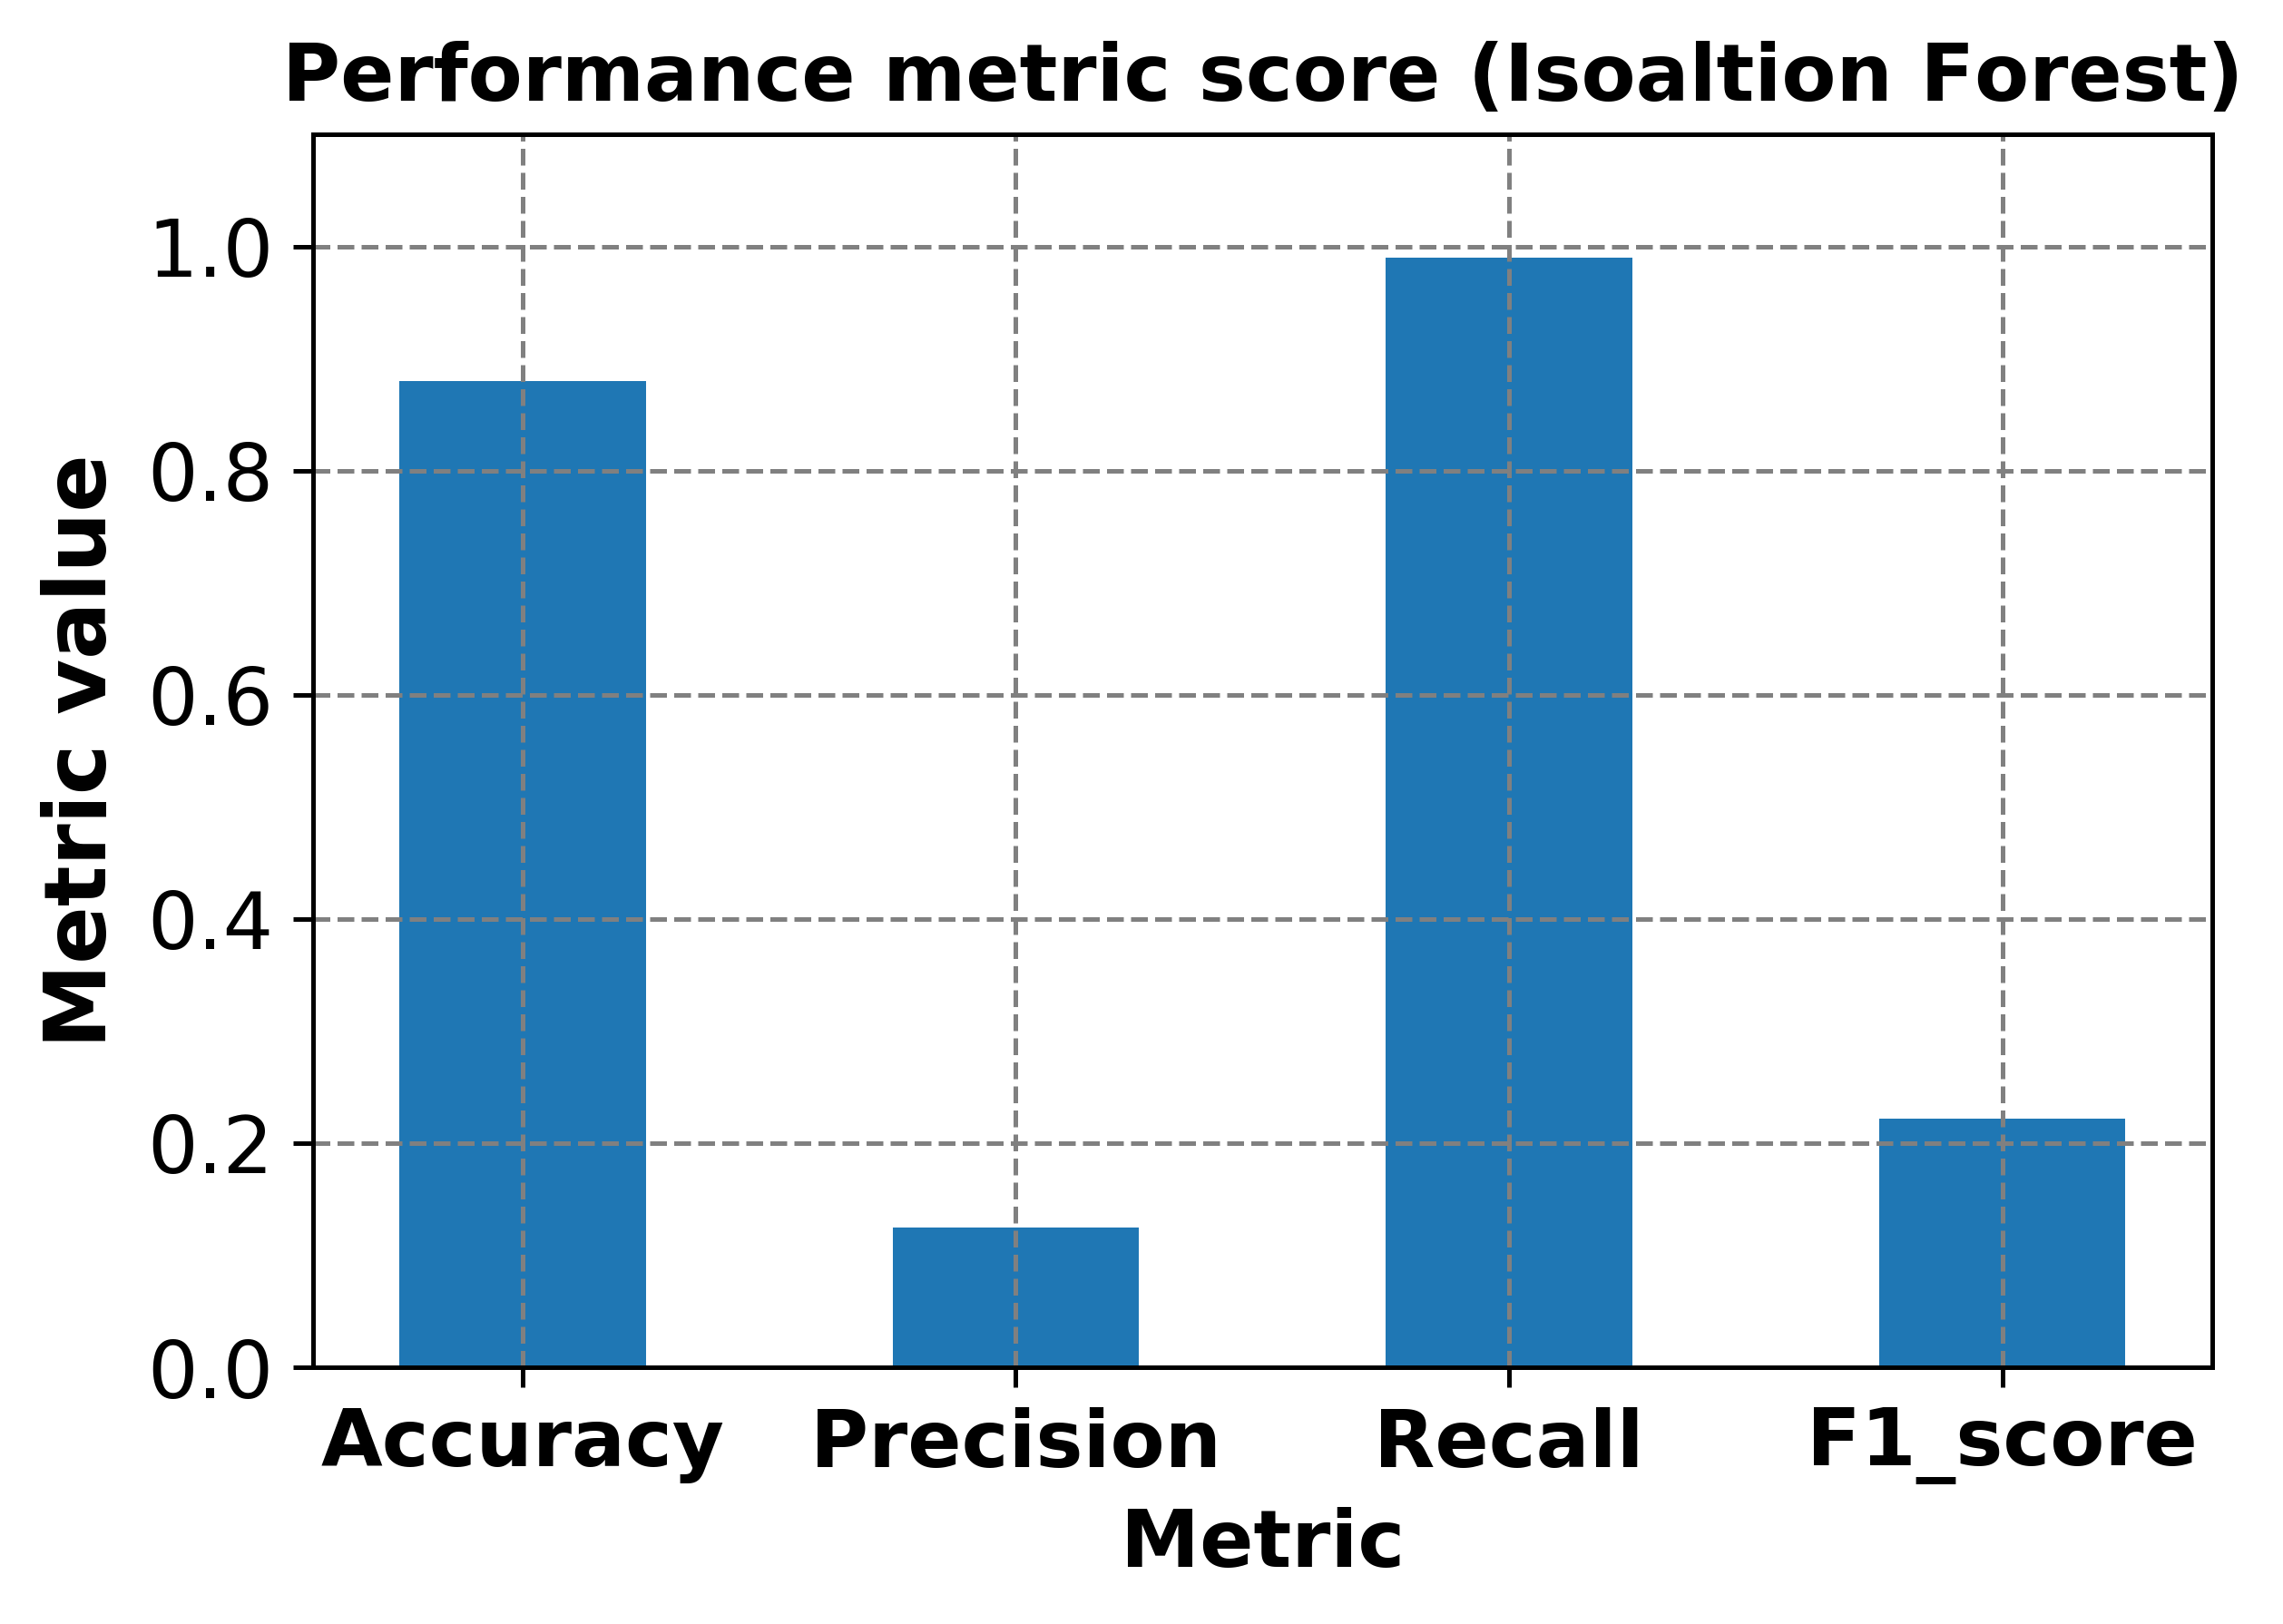 Performance metric score (Isoaltion Forest)
Metric value
1.0
0.8
0.6
0.4
0.2
0.0
Accuracy Precision Recall F1_score
Metric